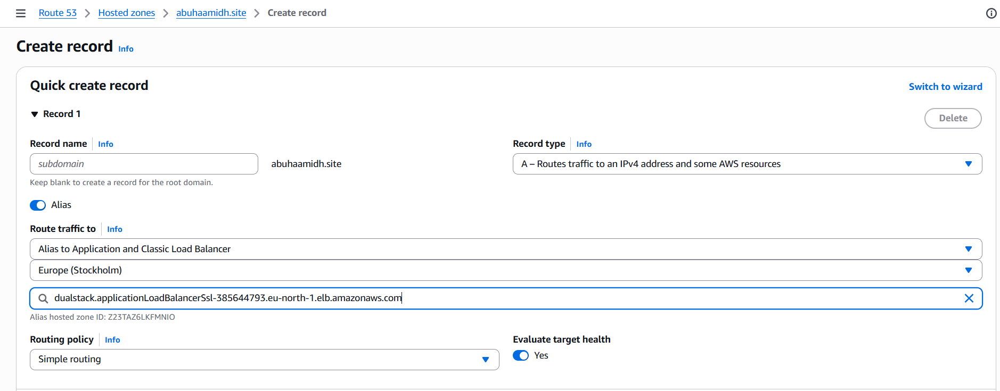 Route 53 > Hosted zones > abuhaamidh.site > Create record
Create record Info
Quick create record
Switch to wizard
Record 1
Delete
Record name Info
Record type Info
subdomain
abuhaamidh.site
A – Routes traffic to an IPv4 address and some AWS resources
Keep blank to create a record for the root domain.
Alias
Route traffic to Info
Alias to Application and Classic Load Balancer
Europe (Stockholm)
dualstack.applicationLoadBalancerSsl-385644793.eu-north-1.elb.amazonaws.com
Alias hosted zone ID: Z23TAZ6LKFMNIO
Routing policy Info
Evaluate target health
Simple routing
Yes